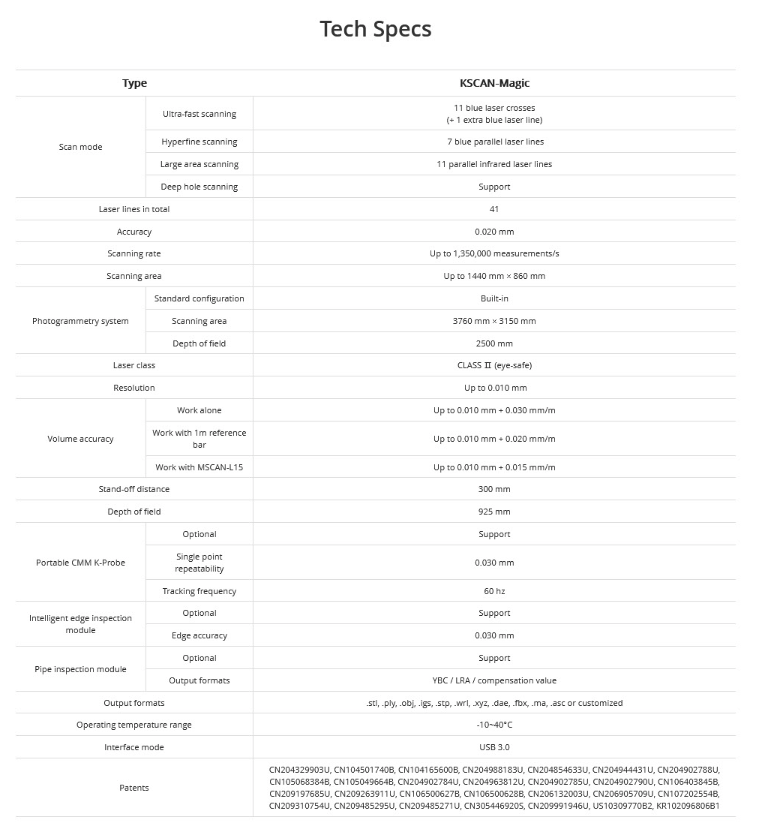 Tech Specs
Type KSCAN-Magic
Scan mode
Ultra-fast scanning
11 blue laser crosses
(+ 1 extra blue laser line)
Hyperfine scanning 7 blue parallel laser lines
Large area scanning 11 parallel infrared laser lines
Deep hole scanning Support
Laser lines in total 41
Accuracy 0.020 mm
Scanning rate Up to 1,350,000 measurements/s
Scanning area Up to 1440 mm × 860 mm
Photogrammetry system
Standard configuration Built-in
Scanning area 3760 mm × 3150 mm
Depth of field 2500 mm
Laser class CLASS Ⅱ (eye-safe)
Resolution Up to 0.010 mm
Volume accuracy
Work alone Up to 0.010 mm + 0.030 mm/m
Work with 1m reference
bar
Up to 0.010 mm + 0.020 mm/m
Work with MSCAN-L15 Up to 0.010 mm + 0.015 mm/m
Stand-off distance 300 mm
Depth of field 925 mm
Portable CMM K-Probe
Optional Support
Single point
repeatability
0.030 mm
Tracking frequency 60 hz
Intelligent edge inspection
module
Optional Support
Edge accuracy 0.030 mm
Pipe inspection module
Optional Support
Output formats YBC / LRA / compensation value
Output formats .stl, .ply, .obj, .igs, .stp, .wrl, .xyz, .dae, .fbx, .ma, .asc or customized
Operating temperature range -10~40°C
Interface mode USB 3.0
Patents
CN204329903U, CN104501740B, CN104165600B, CN204988183U, CN204854633U, CN204944431U, CN204902788U,
CN105068384B, CN105049664B, CN204902784U, CN204963812U, CN204902785U, CN204902790U, CN106403845B,
CN209197685U, CN209263911U, CN106500627B, CN106500628B, CN206132003U, CN206905709U, CN107202554B,
CN209310754U, CN209485295U, CN209485271U, CN305446920S, CN209991946U, US10309770B2, KR102096806B1